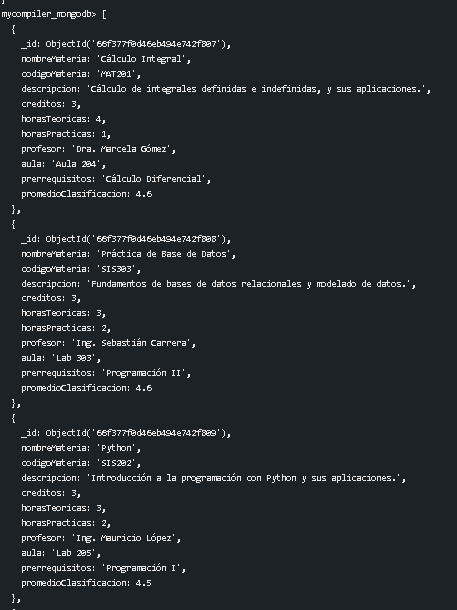 }
mycompiler_mongodb> [
{
_id: ObjectId('66f377f0d46eb494e742f807'),
nombreMateria: 'Cálculo Integral',
codigoMateria: 'MAT201',
descripcion: 'Cálculo de integrales definidas e indefinidas, y sus aplicaciones.',
creditos: 3,
horasTeoricas: 4,
horasPracticas: 1,
profesor: 'Dra. Marcela Gómez',
aula: 'Aula 204',
prerrequisitos: 'Cálculo Diferencial',
promedioClasificacion: 4.6
},
{
_id: ObjectId('66f377f0d46eb494e742f808'),
nombreMateria: 'Práctica de Base de Datos',
codigoMateria: 'SIS303',
descripcion: 'Fundamentos de bases de datos relacionales y modelado de datos.',
creditos: 3,
horasTeoricas: 3,
horasPracticas: 2,
profesor: 'Ing. Sebastián Carrera',
aula: 'Lab 303',
prerrequisitos: 'Programación II',
promedioClasificacion: 4.6
},
{
_id: ObjectId('66f377f0d46eb494e742f809'),
nombreMateria: 'Python',
codigoMateria: 'SIS202',
descripcion: 'Introducción a la programación con Python y sus aplicaciones.',
creditos: 3,
horasTeoricas: 3,
horasPracticas: 2,
profesor: 'Ing. Mauricio López',
aula: 'Lab 205',
prerrequisitos: 'Programación I',
promedioClasificacion: 4.5
},